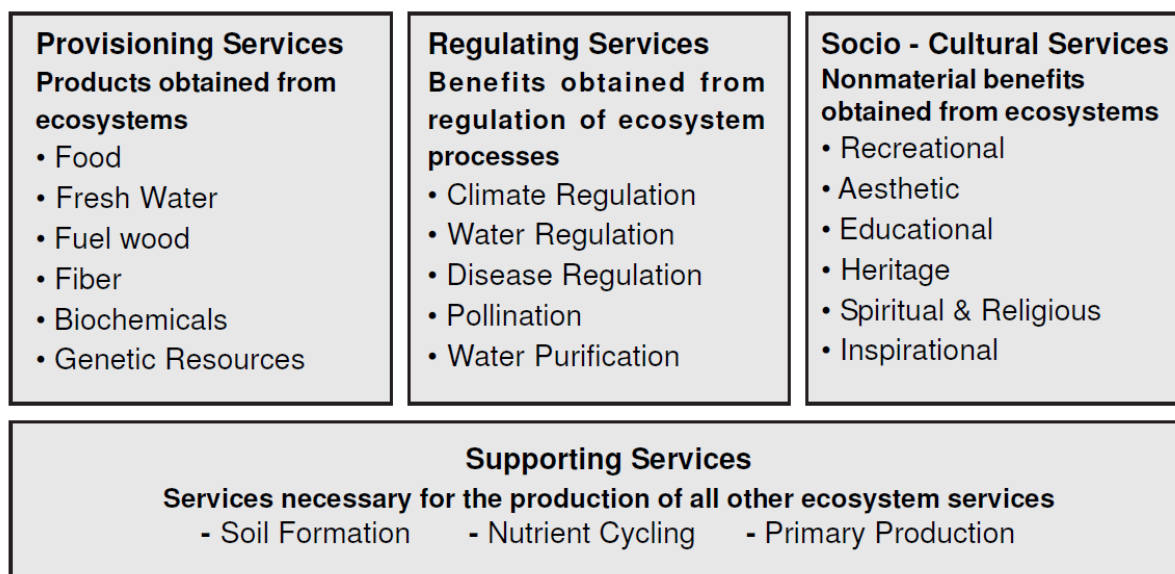 Provisioning Services
Products obtained from
ecosystems
• Food
• Fresh Water
• Fuel wood
• Fiber
• Biochemicals
• Genetic Resources
Regulating Services
Benefits obtained from
regulation of ecosystem
processes
• Climate Regulation
• Water Regulation
• Disease Regulation
• Pollination
• Water Purification
Socio - Cultural Services
Nonmaterial benefits
obtained from ecosystems
• Recreational
• Aesthetic
• Educational
• Heritage
• Spiritual & Religious
• Inspirational
Supporting Services
Services necessary for the production of all other ecosystem services
- Soil Formation - Nutrient Cycling - Primary Production